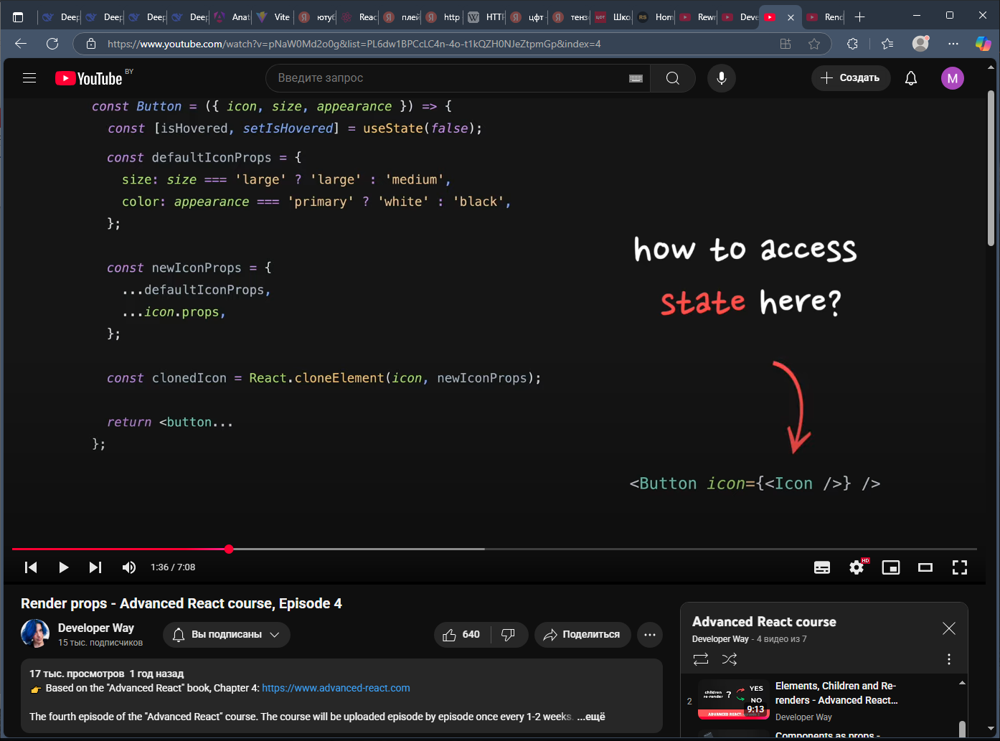 Deep
Deep
Deep
Deep
Anat
Vite
ютуб
Reac
плей
http
HTTP
цфт
тенз
Шко
Hom
Rewr
Deve
Rend
https://www.youtube.com/watch?v=pNaW0Md2o0g&list=PL6dw1BPCcLC4n-4o-t1kQZH0NJeZtpmGp&index=4
YouTube BY
Введите запрос
Создать
M
const Button = ({ icon, size, appearance }) => {
const [isHovered, setIsHovered] = useState(false);
const defaultIconProps = {
size: size === 'large' ? 'large' : 'medium',
color: appearance === 'primary' ? 'white' : 'black',
};
const newIconProps = {
...defaultIconProps,
...icon.props,
};
const clonedIcon = React.cloneElement(icon, newIconProps);
return <button...
};
how to access
state here?
<Button icon={<Icon />} />
1:36 / 7:08
HD
Render props - Advanced React course, Episode 4
Developer Way
15 тыс. подписчиков
Вы подписаны
640
Поделиться
17 тыс. просмотров 1 год назад
👉 Based on the "Advanced React" book, Chapter 4: https://www.advanced-react.com
The fourth episode of the "Advanced React" course. The course will be uploaded episode by episode once every 1-2 weeks. ...ещё
Advanced React course
Developer Way - 4 видео из 7
2
children
re-render ?
YES
NO
9:13
ADVANCED REACT
Elements, Children and Re-
renders - Advanced React...
Developer Way
Components as props -